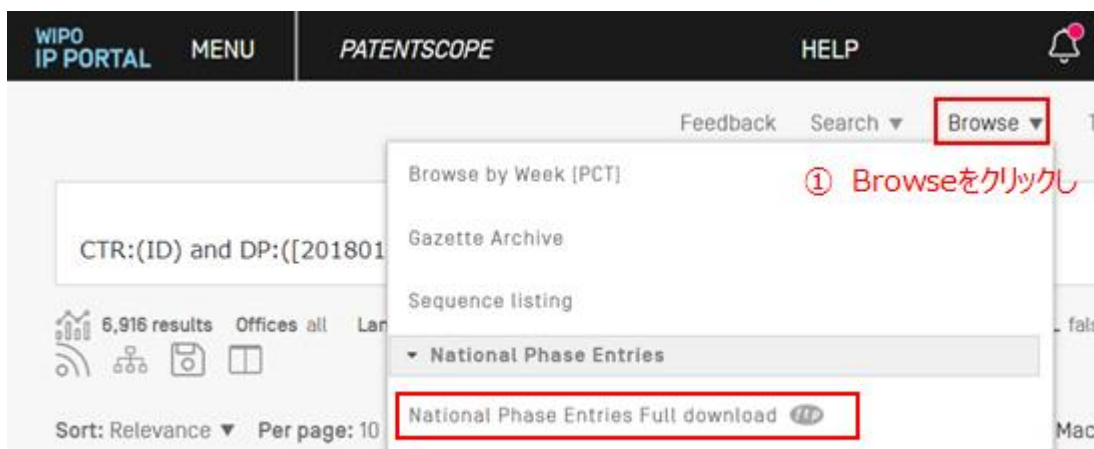 WIPO
IP PORTAL MENU PATENTSCOPE HELP
Feedback Search ▼ Browse ▼
Browse by Week (PCT)
① Browseをクリックし
Gazette Archive
CTR:(ID) and DP:([201801
Sequence listing
6,916 results Offices all
National Phase Entries
National Phase Entries Full download
Sort: Relevance ▼ Per page: 10